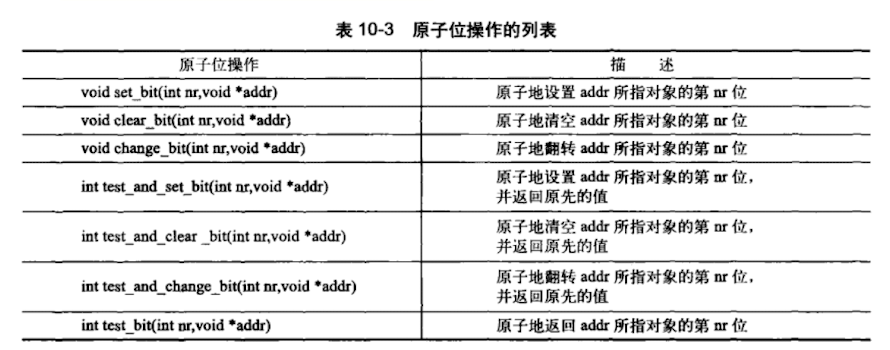 表 10-3 原子位操作的列表
原子位操作 描 述
void set_bit(int nr,void *addr) 原子地设置 addr 所指对象的第 nr 位
void clear_bit(int nr,void *addr) 原子地清空 addr 所指对象的第 nr 位
void change_bit(int nr,void *addr) 原子地翻转 addr 所指对象的第 nr 位
int test_and_set_bit(int nr,void *addr) 原子地设置 addr 所指对象的第 nr 位，
并返回原先的值
int test_and_clear _bit(int nr,void *addr) 原子地清空 addr 所指对象的第 nr 位，
并返回原先的值
int test_and_change_bit(int nr,void *addr) 原子地翻转 addr 所指对象的第 nr 位，
并返回原先的值
int test_bit(int nr,void *addr) 原子地返回 addr 所指对象的第 nr 位